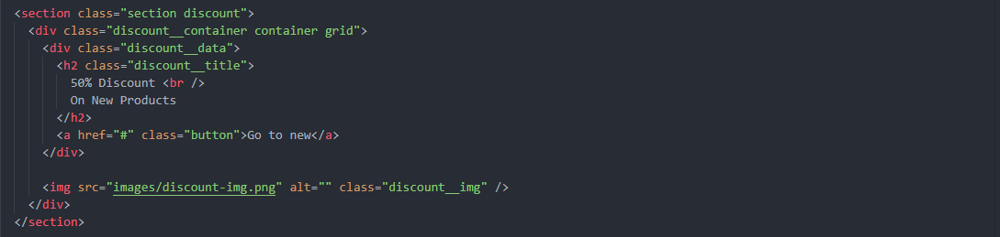 <section class="section discount">
<div class="discount__container container grid">
<div class="discount__data">
<h2 class="discount__title">
50% Discount <br />
On New Products
</h2>
<a href="#" class="button">Go to new</a>
</div>
<img src="images/discount-img.png" alt="" class="discount__img" />
</div>
</section>